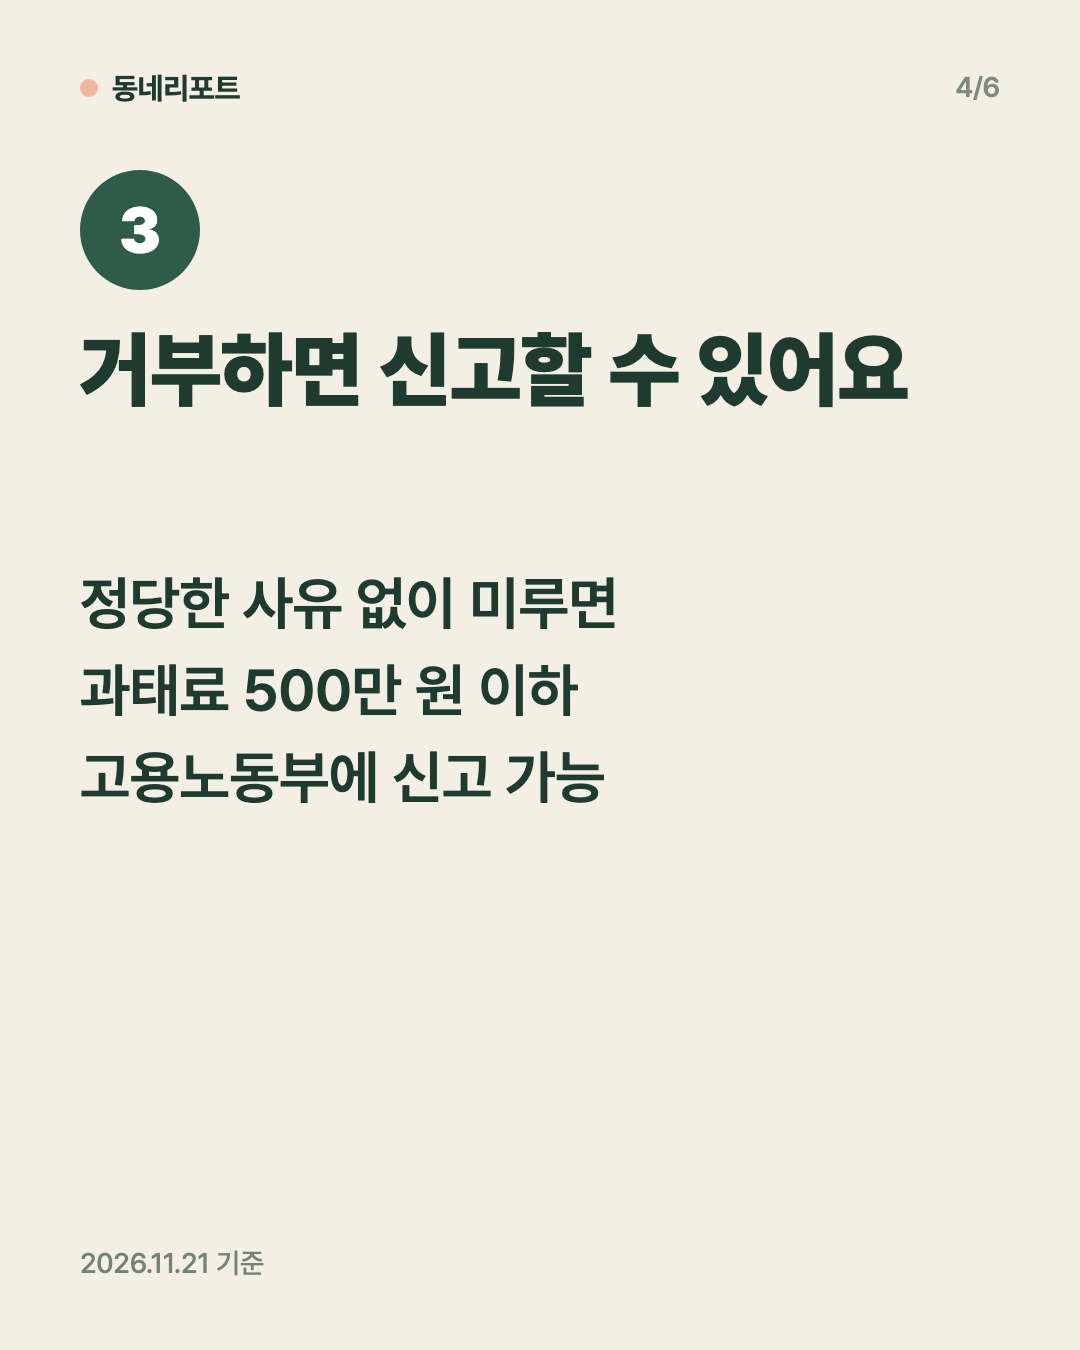 동네리포트
4/6
3
거부하면 신고할 수 있어요
정당한 사유 없이 미루면
과태료 500만 원 이하
고용노동부에 신고 가능
2026.11.21 기준